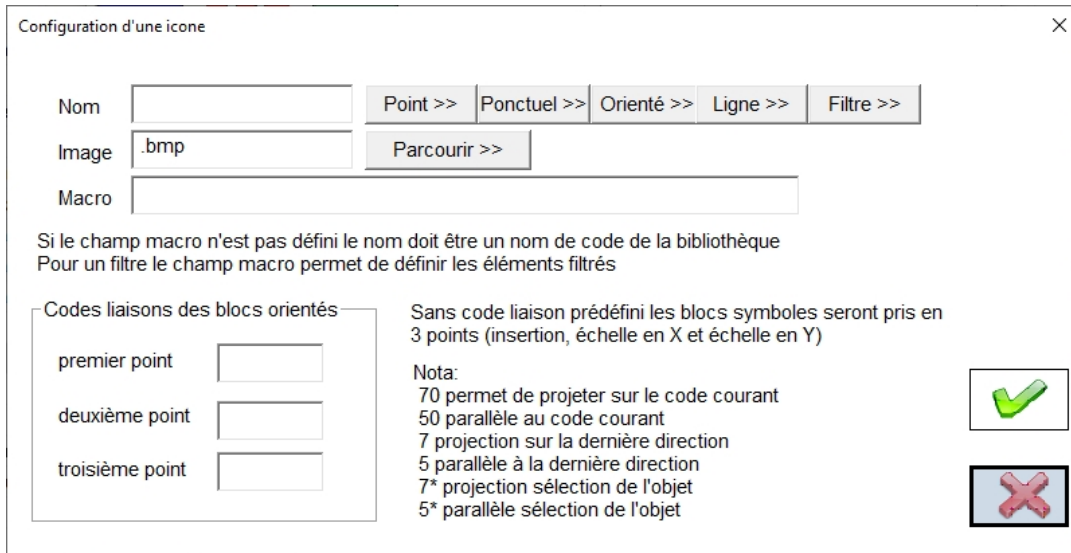 Configuration d'une icone
Nom
Point >>
Ponctuel >>
Orienté >>
Ligne >>
Filtre >>
Image
.bmp
Parcourir >>
Macro
Si le champ macro n'est pas défini le nom doit être un nom de code de la bibliothèque
Pour un filtre le champ macro permet de définir les éléments filtrés
Codes liaisons des blocs orientés
premier point
deuxième point
troisième point
Sans code liaison prédéfini les blocs symboles seront pris en
3 points (insertion, échelle en X et échelle en Y)
Nota:
70 permet de projeter sur le code courant
50 parallèle au code courant
7 projection sur la dernière direction
5 parallèle à la dernière direction
7* projection sélection de l'objet
5* parallèle sélection de l'objet